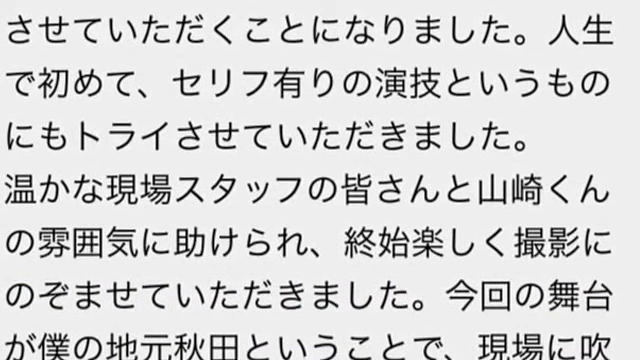 させていただくことになりました。人生
で初めて、セリフ有りの演技というもの
にもトライさせていただきました。
温かな現場スタッフの皆さんと山崎くん
の雰囲気に助けられ、終始楽しく撮影に
のぞませていただきました。今回の舞台
が僕の地元秋田ということで、現場に吹